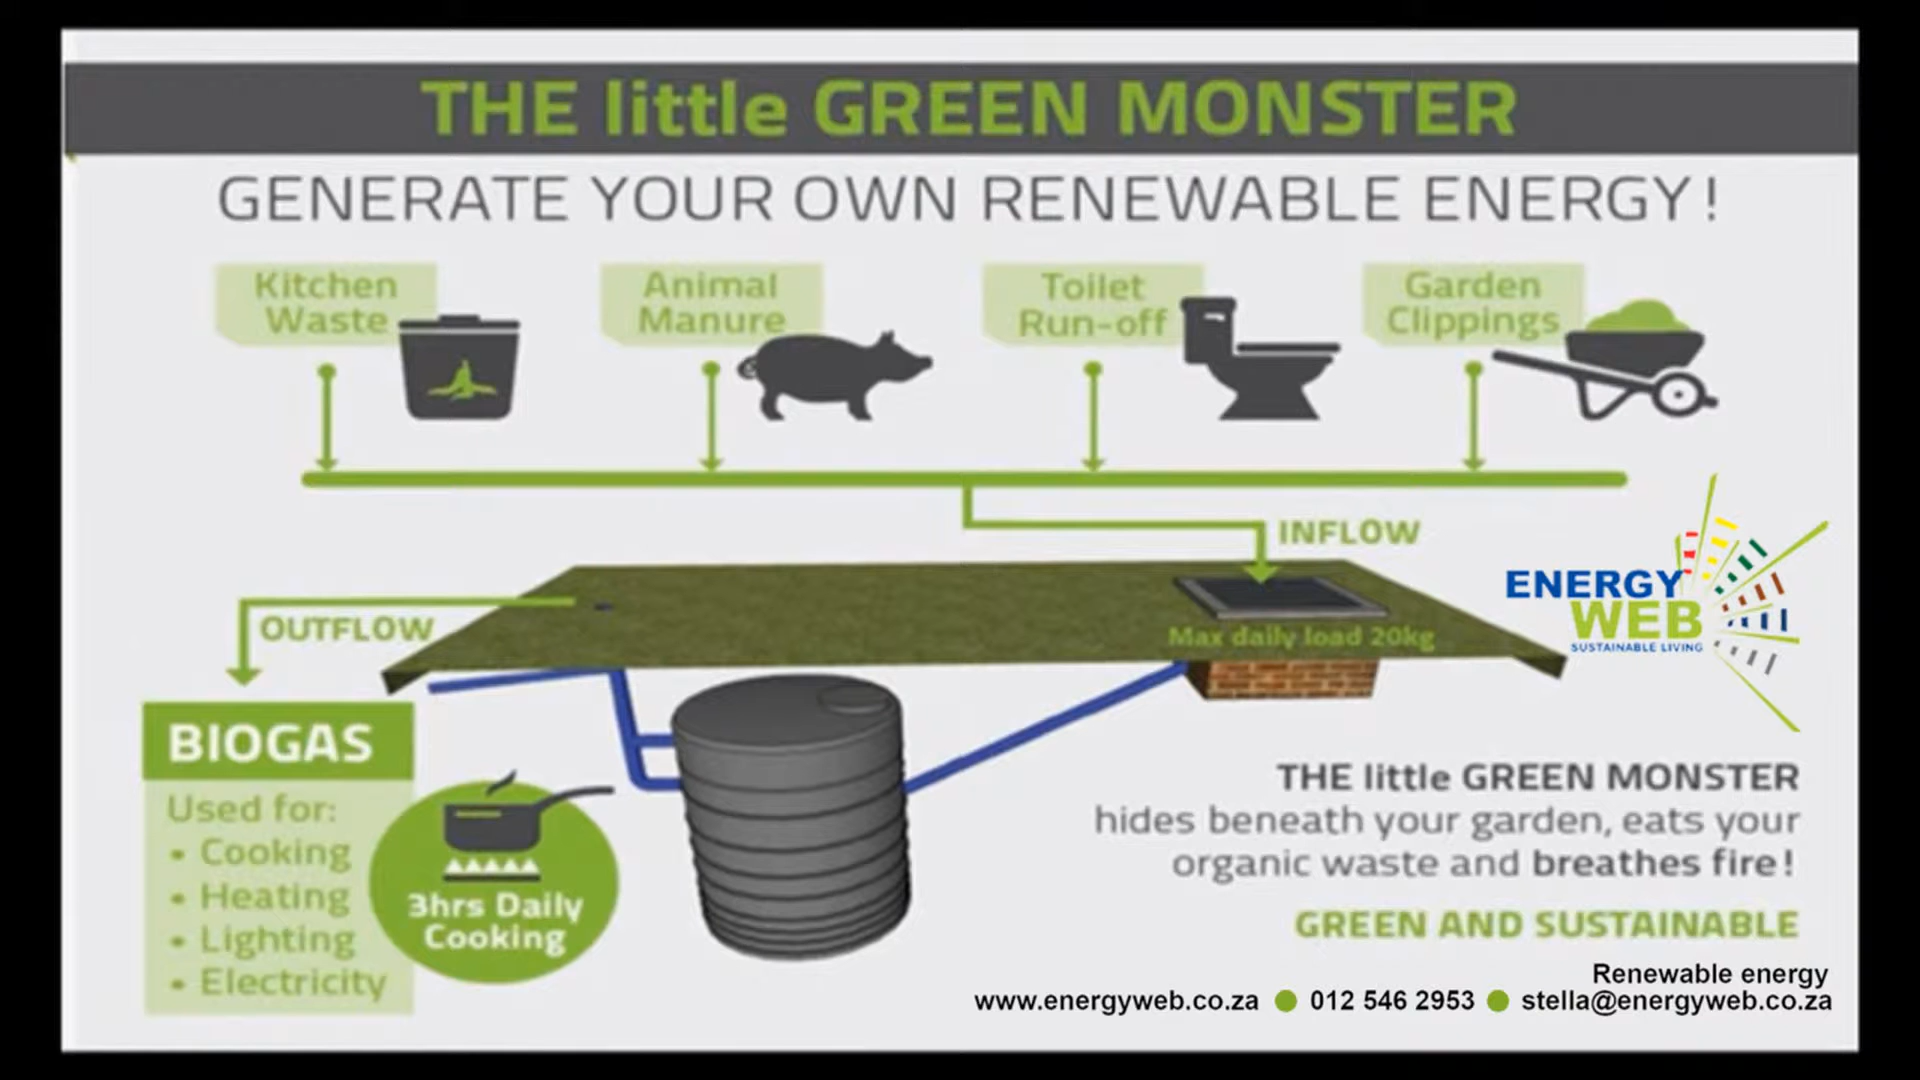 THE little GREEN MONSTER
GENERATE YOUR OWN RENEWABLE ENERGY!
Kitchen
Waste
Animal
Manure
Toilet
Run-off
Garden
Clippings
INFLOW
OUTFLOW
Max daily load 20kg
ENERGY
WEB
SUSTAINABLE LIVING
BIOGAS
Used for:
• Cooking
• Heating
• Lighting
• Electricity
3hrs Daily
Cooking
THE little GREEN MONSTER
hides beneath your garden, eats your
organic waste and breathes fire!
GREEN AND SUSTAINABLE
Renewable energy
www.energyweb.co.za ● 012 546 2953 ● stella@energyweb.co.za